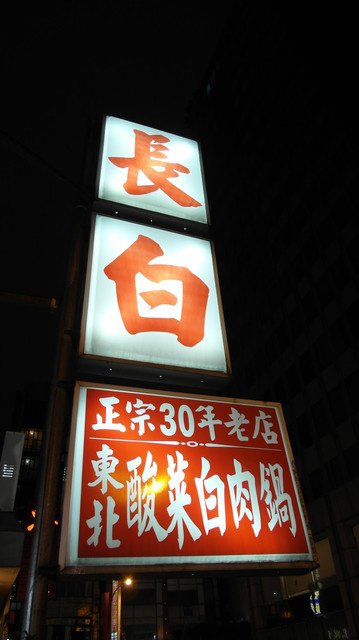 長
白
正宗30年老店
東北酸菜白肉鍋